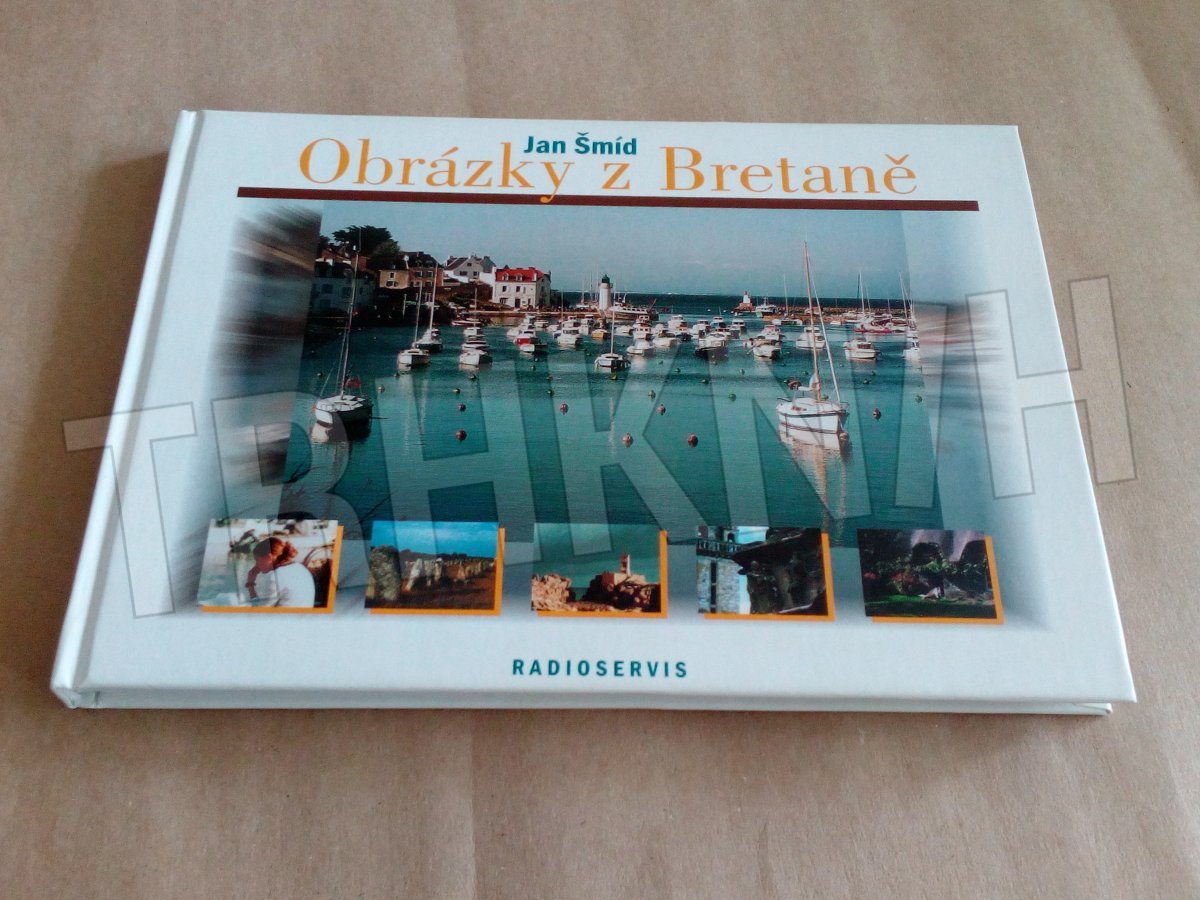 Jan Šmíd
Obrázky z Bretaně
RADIOSERVIS
TRHKNIH